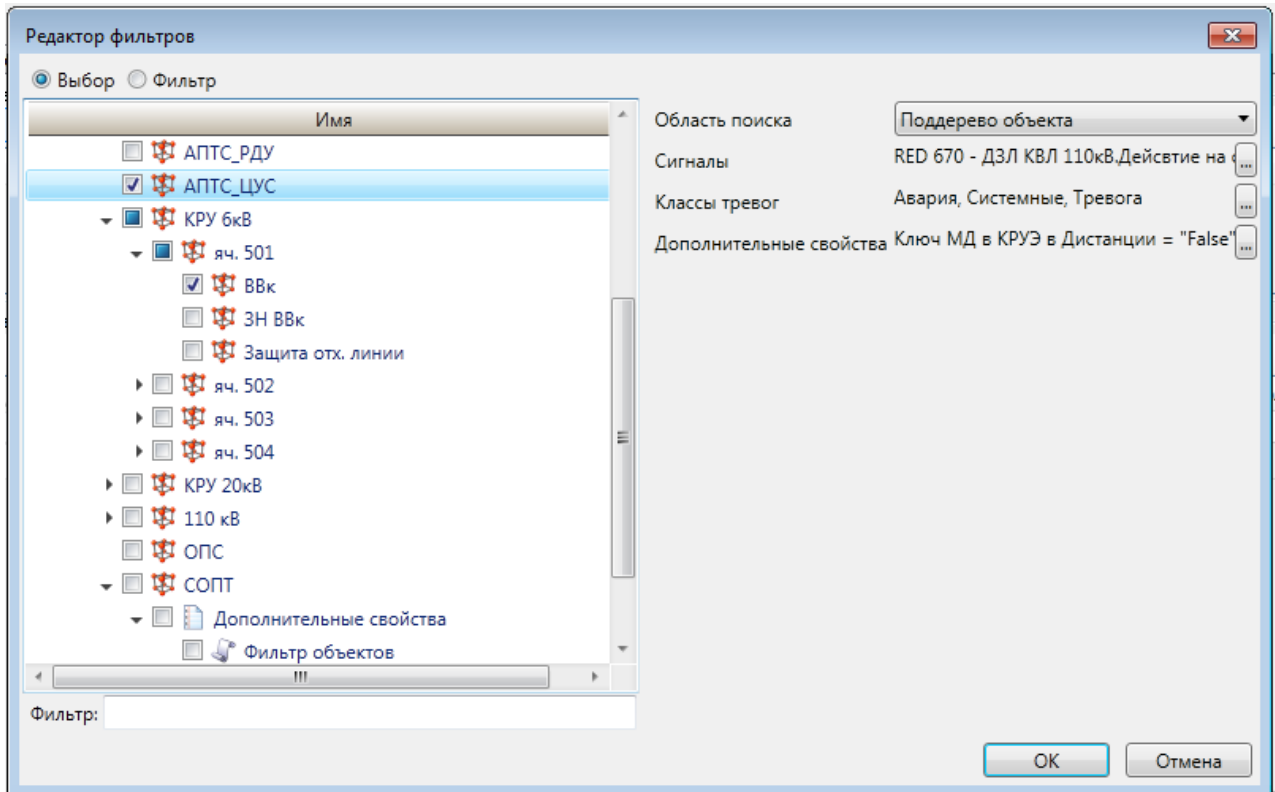 Редактор фильтров
Выбор Фильтр
Имя
АПТС_РДУ
АПТС_ЦУС
КРУ 6кВ
яч. 501
ВВк
ЗН ВВк
Защита отх. линии
яч. 502
яч. 503
яч. 504
КРУ 20кВ
110 кВ
ОПС
СОПТ
Дополнительные свойства
Фильтр объектов
Фильтр:
Область поиска Поддерево объекта
Сигналы RED 670 - ДЗЛ КВЛ 110кВ.Дейсвтие на ...
Классы тревог Авария, Системные, Тревога ...
Дополнительные свойства Ключ МД в КРУЭ в Дистанции = "False" ...
OK Отмена